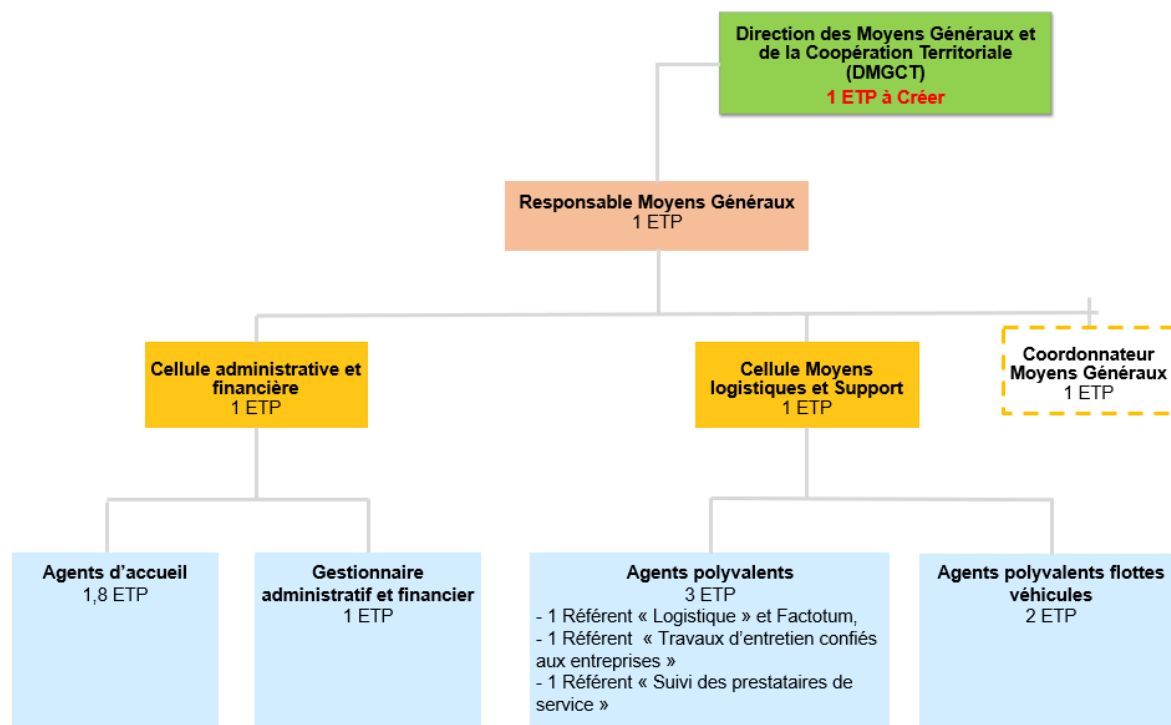 Direction des Moyens Généraux et
de la Coopération Territoriale
(DMGCT)
1 ETP à Créer
Responsable Moyens Généraux
1 ETP
Cellule administrative et
financière
1 ETP
Cellule Moyens
logistiques et Support
1 ETP
Coordonnateur
Moyens Généraux
1 ETP
Agents d’accueil
1,8 ETP
Gestionnaire
administratif et financier
1 ETP
Agents polyvalents
3 ETP
- 1 Référent « Logistique » et Factotum,
- 1 Référent « Travaux d’entretien confiés
aux entreprises »
- 1 Référent « Suivi des prestataires de
service »
Agents polyvalents flottes
véhicules
2 ETP